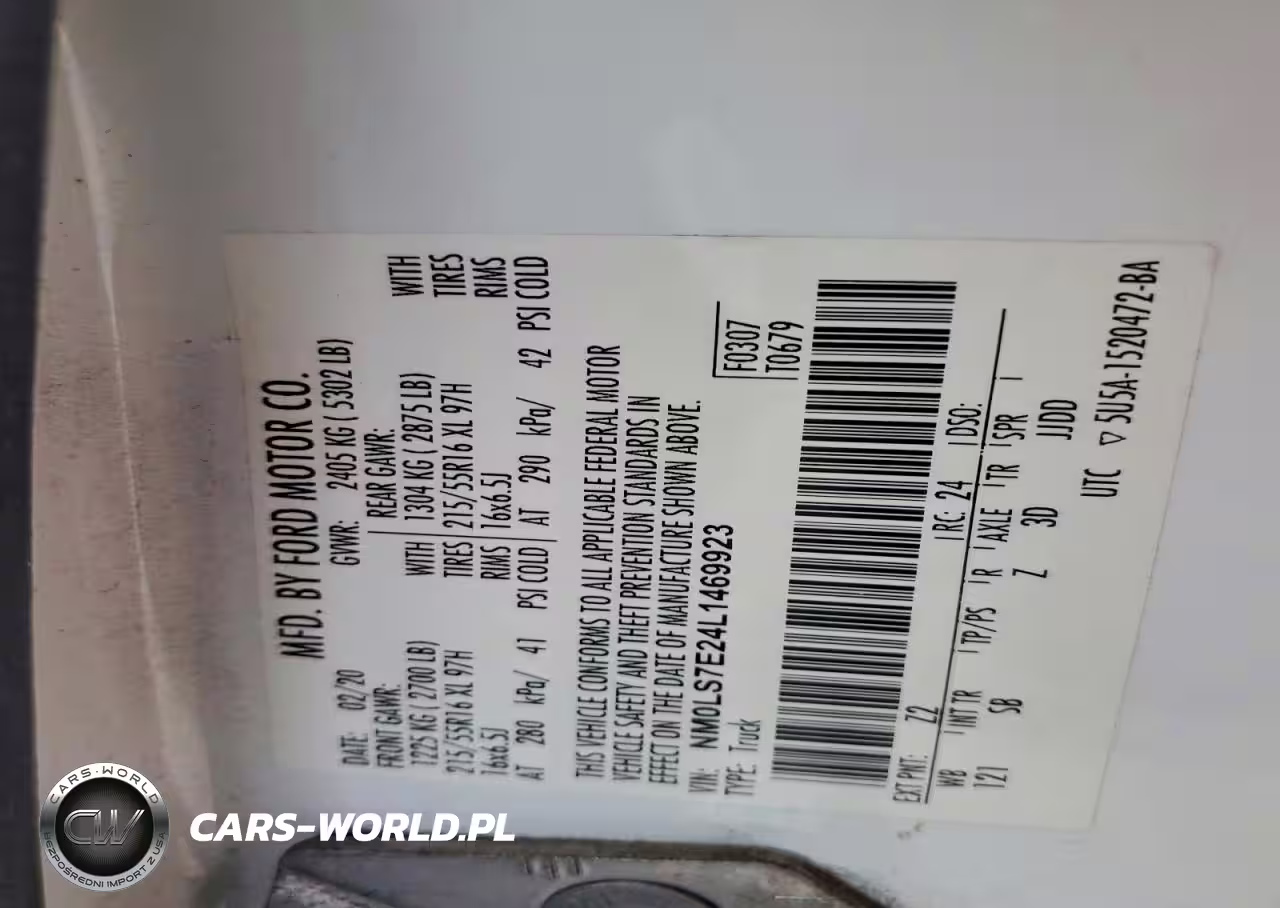 MFD. BY FORD MOTOR CO.
DATE: 02/20 GVWR: 2405 KG ( 5302 LB)
FRONT GAWR: REAR GAWR:
1225 KG ( 2700 LB) WITH 1304 KG ( 2875 LB) WITH
215/55R16 XL 97H TIRES 215/55R16 XL 97H TIRES
16x6.5J RIMS 16x6.5J RIMS
AT 280 kPa/ 41 PSI COLD AT 290 kPa/ 42 PSI COLD
THIS VEHICLE CONFORMS TO ALL APPLICABLE FEDERAL MOTOR
VEHICLE SAFETY AND THEFT PREVENTION STANDARDS IN
EFFECT ON THE DATE OF MANUFACTURE SHOWN ABOVE.
VIN: NM0LS7E24L1469923 F0307
TYPE: Truck T0679
EXT PNT: Z2 RC: 24 DSO:
WB INT TR TP/PS R AXLE TR SPR
121 SB Z 3D JJDD
UTC ▽ 5U5A-1520472-BA
CARS-WORLD
CW
BEZPOŚREDNI IMPORT Z USA
CARS-WORLD.PL